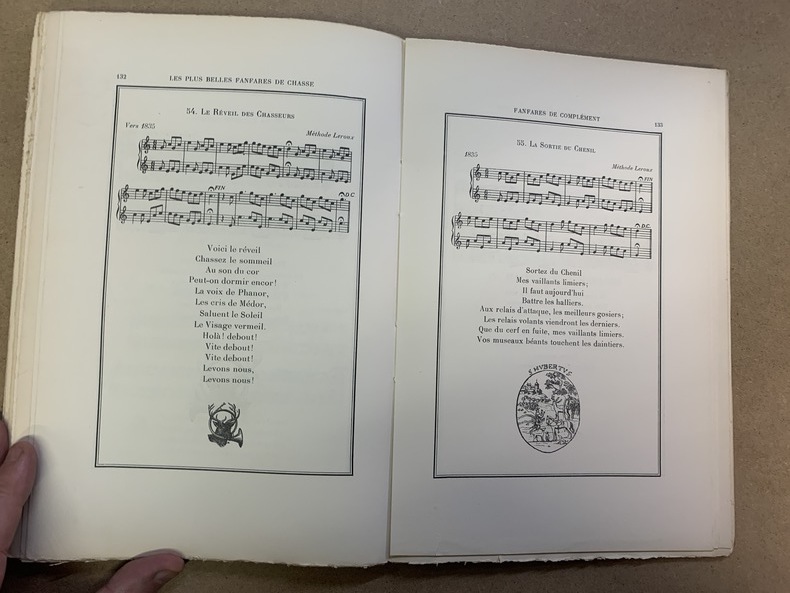 132
LES PLUS BELLES FANFARES DE CHASSE
54. LE RÉVEIL DES CHASSEURS
Vers 1835
Méthode Leroux
FIN
D C
Voici le réveil
Chassez le sommeil
Au son du cor
Peut-on dormir encor!
La voix de Phanor,
Les cris de Médor,
Saluent le Soleil
Le Visage vermeil.
Holà! debout!
Vite debout!
Vite debout!
Levons nous,
Levons nous!
FANFARES DE COMPLÉMENT
133
55. LA SORTIE DU CHENIL
1835
Méthode Leroux
FIN
D.C.
Sortez du Chenil
Mes vaillants limiers;
Il faut aujourd'hui
Battre les halliers.
Aux relais d'attaque, les meilleurs gosiers;
Les relais volants viendront les derniers.
Que du cerf en fuite, mes vaillants limiers.
Vos museaux béants touchent les daintiers.
S HVBERTVS